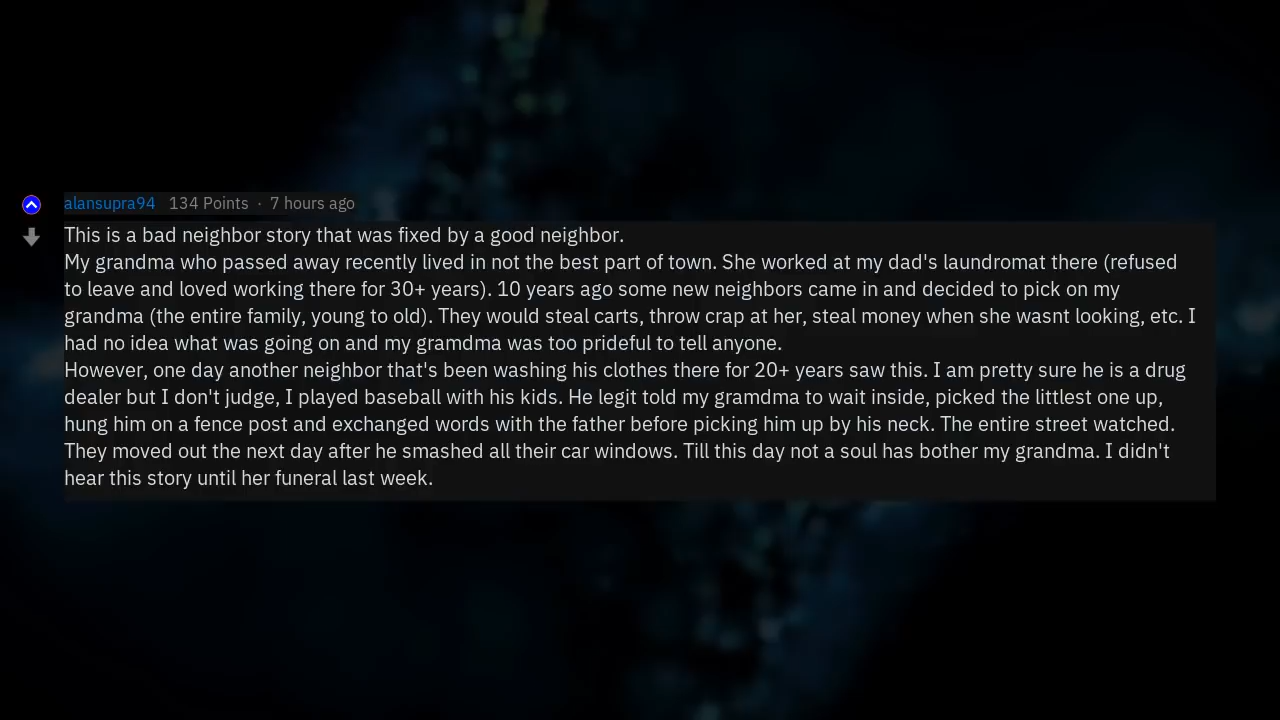 alansupra94 134 Points · 7 hours ago
This is a bad neighbor story that was fixed by a good neighbor.
My grandma who passed away recently lived in not the best part of town. She worked at my dad's laundromat there (refused
to leave and loved working there for 30+ years). 10 years ago some new neighbors came in and decided to pick on my
grandma (the entire family, young to old). They would steal carts, throw crap at her, steal money when she wasnt looking, etc. I
had no idea what was going on and my gramdma was too prideful to tell anyone.
However, one day another neighbor that's been washing his clothes there for 20+ years saw this. I am pretty sure he is a drug
dealer but I don't judge, I played baseball with his kids. He legit told my gramdma to wait inside, picked the littlest one up,
hung him on a fence post and exchanged words with the father before picking him up by his neck. The entire street watched.
They moved out the next day after he smashed all their car windows. Till this day not a soul has bother my grandma. I didn't
hear this story until her funeral last week.